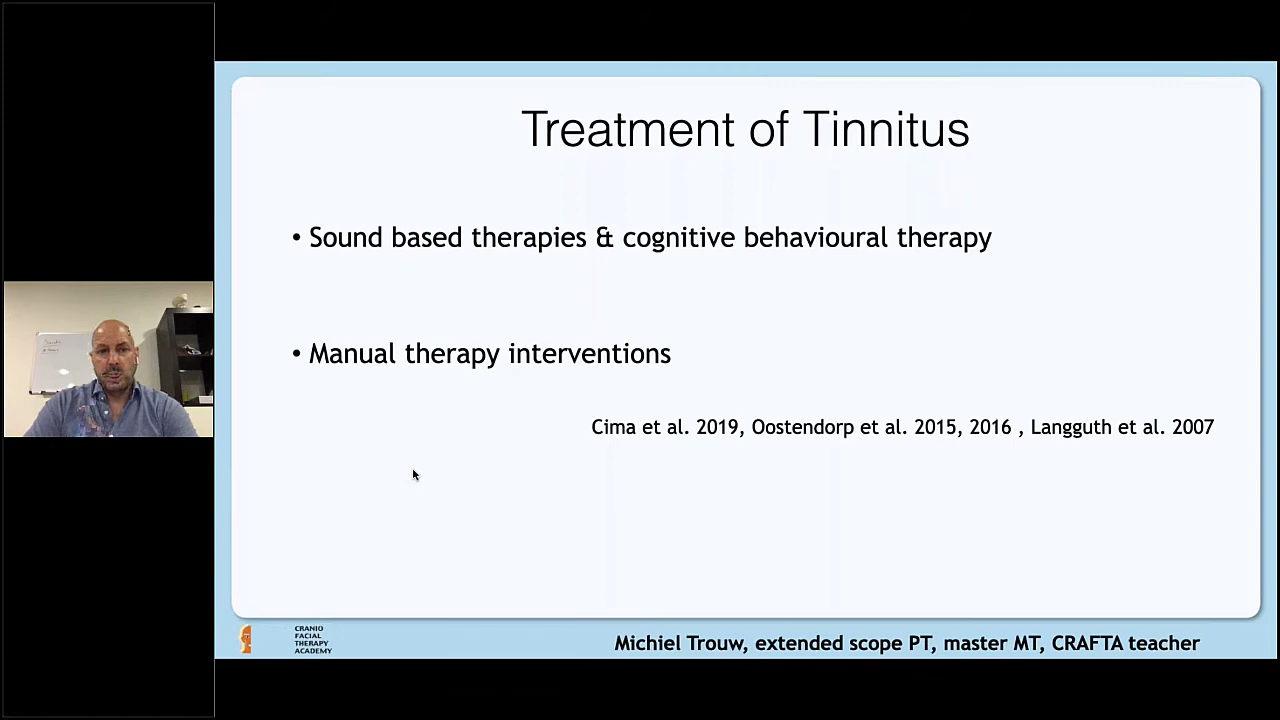 Treatment of Tinnitus
• Sound based therapies & cognitive behavioural therapy
• Manual therapy interventions
Cima et al. 2019, Oostendorp et al. 2015, 2016 , Langguth et al. 2007
CRANIO
FACIAL
THERAPY
ACADEMY
Michiel Trouw, extended scope PT, master MT, CRAFTA teacher